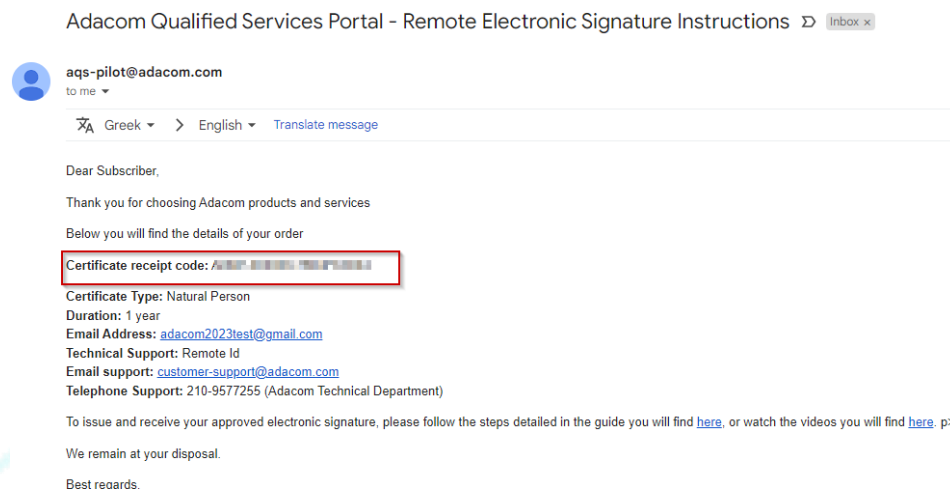 Adacom Qualified Services Portal - Remote Electronic Signature Instructions Inbox ×
aqs-pilot@adacom.com
to me
Greek > English Translate message
Dear Subscriber,
Thank you for choosing Adacom products and services
Below you will find the details of your order
Certificate receipt code:
Certificate Type: Natural Person
Duration: 1 year
Email Address: adacom2023test@gmail.com
Technical Support: Remote Id
Email support: customer-support@adacom.com
Telephone Support: 210-9577255 (Adacom Technical Department)
To issue and receive your approved electronic signature, please follow the steps detailed in the guide you will find here, or watch the videos you will find here. p>
We remain at your disposal.
Best regards,